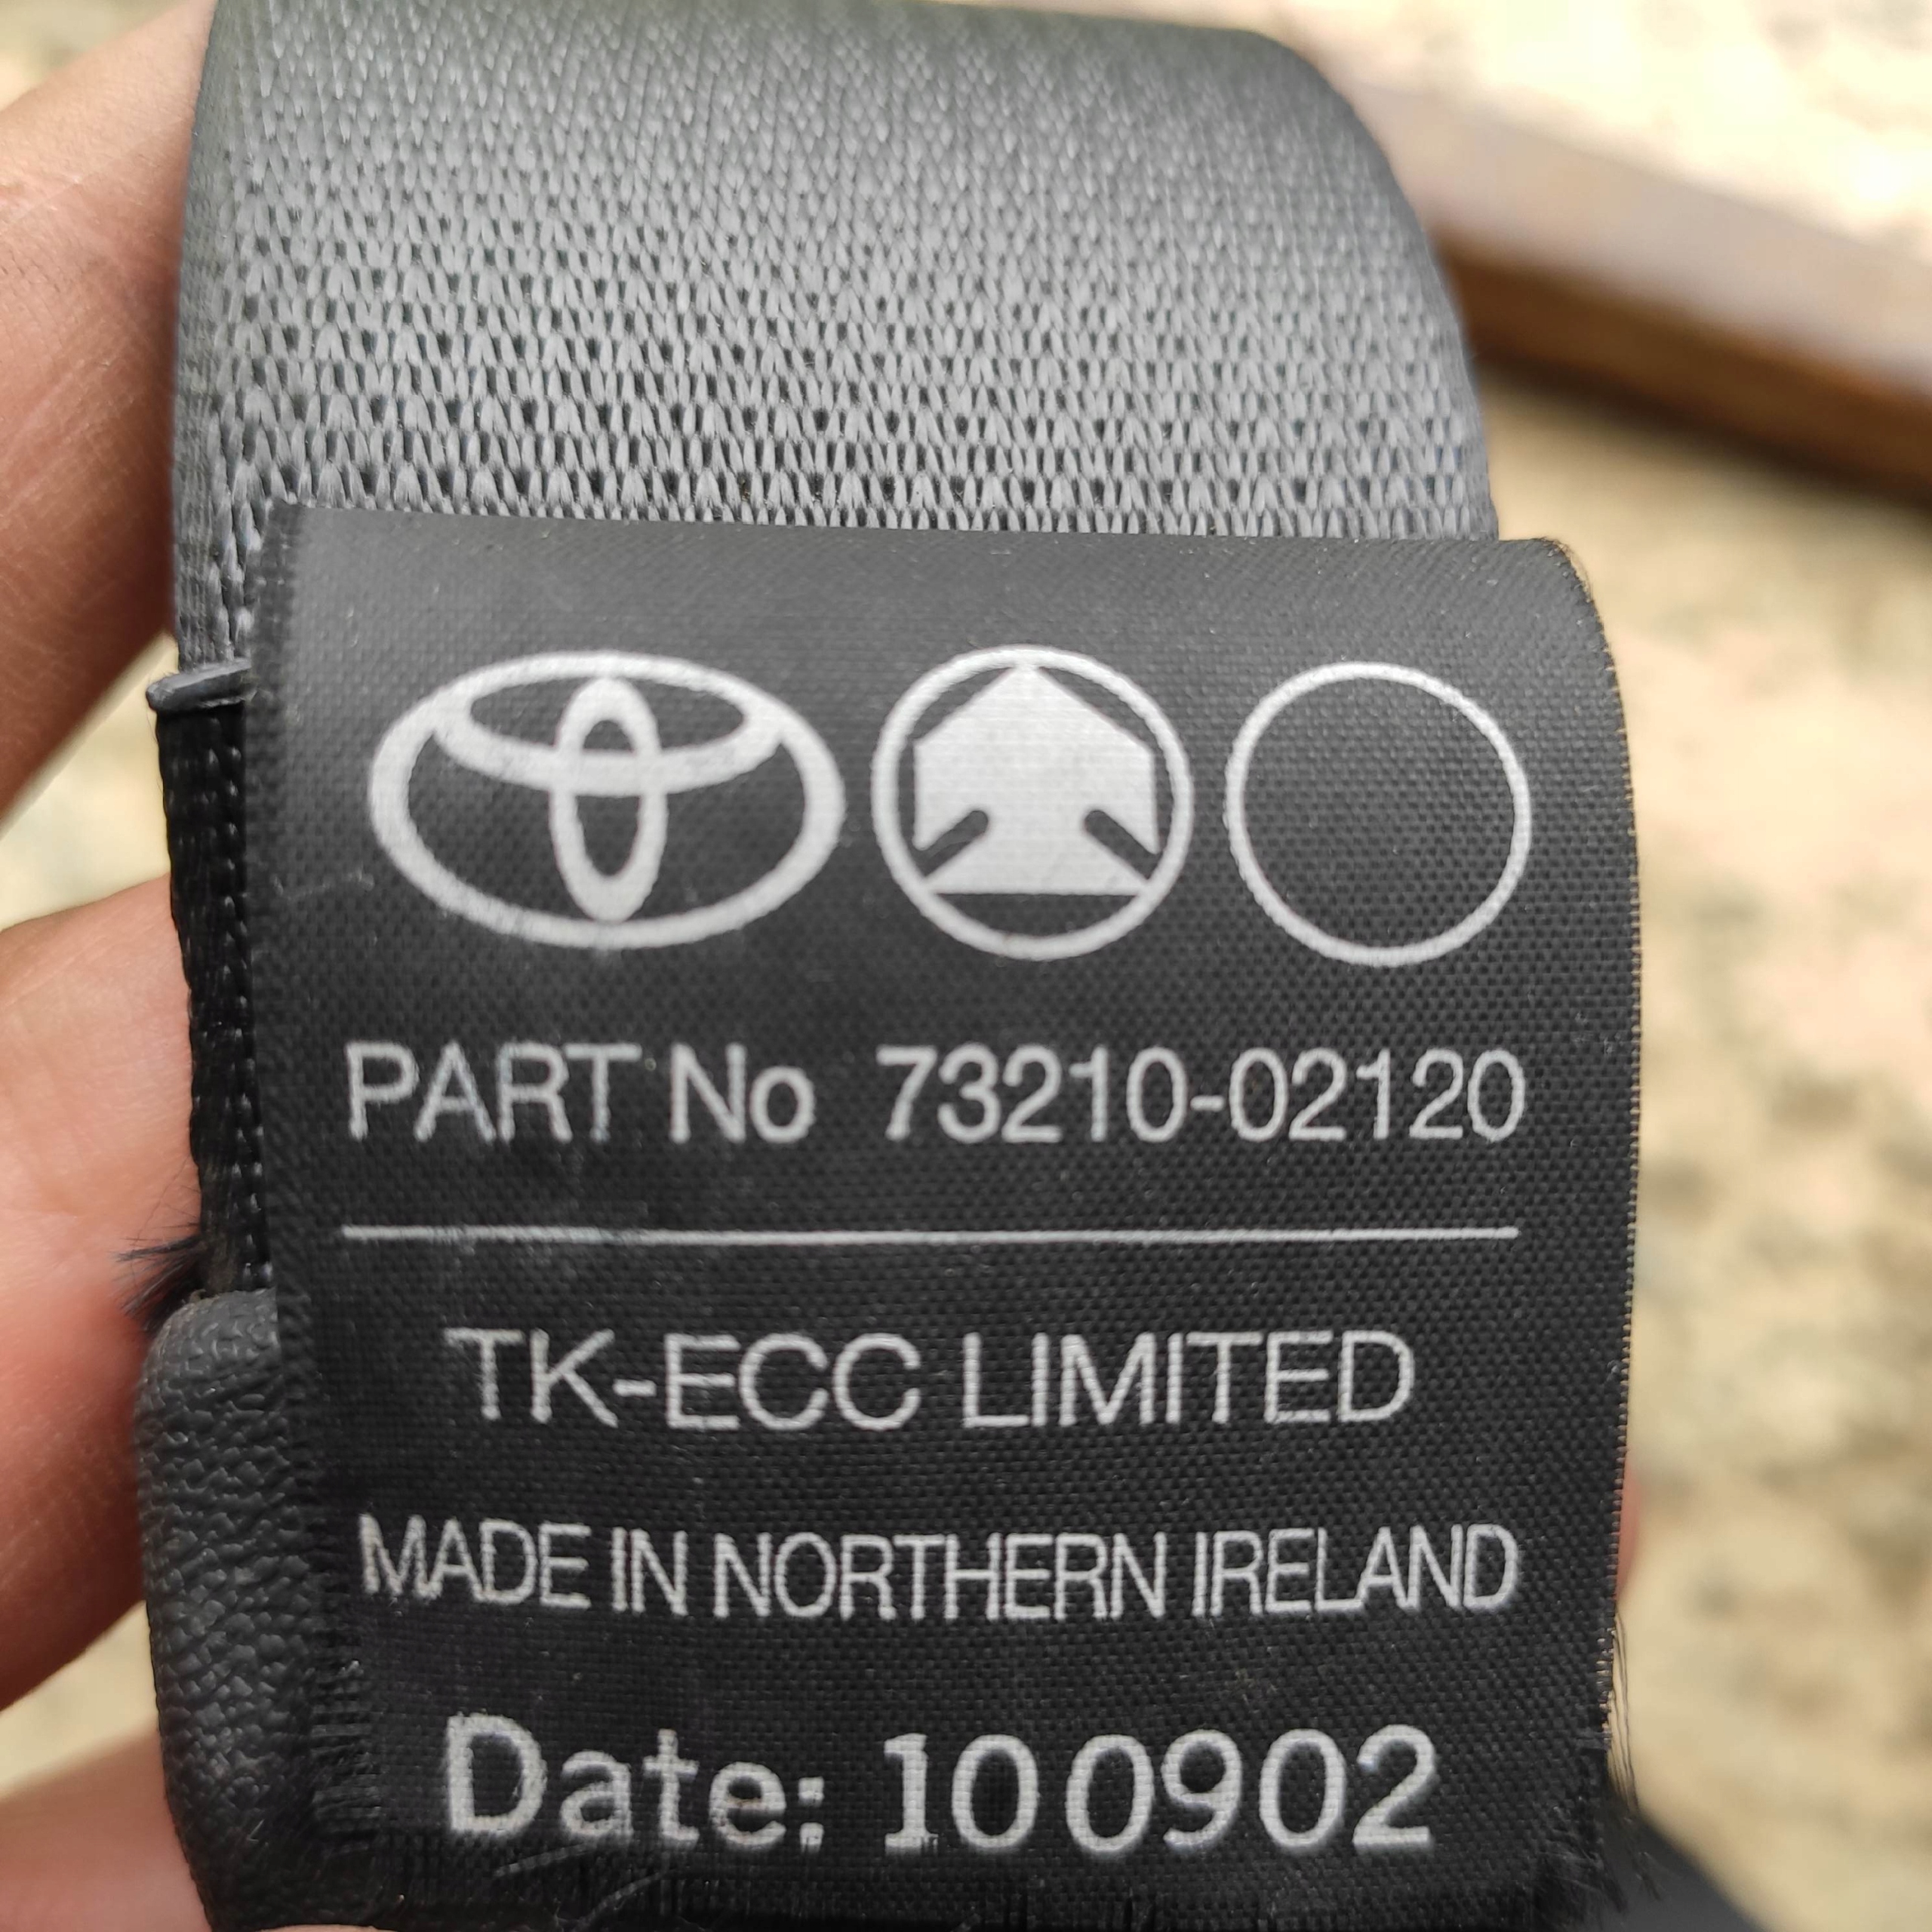 PART No 73210-02120
TK-ECC LIMITED
MADE IN NORTHERN IRELAND
Date: 100902